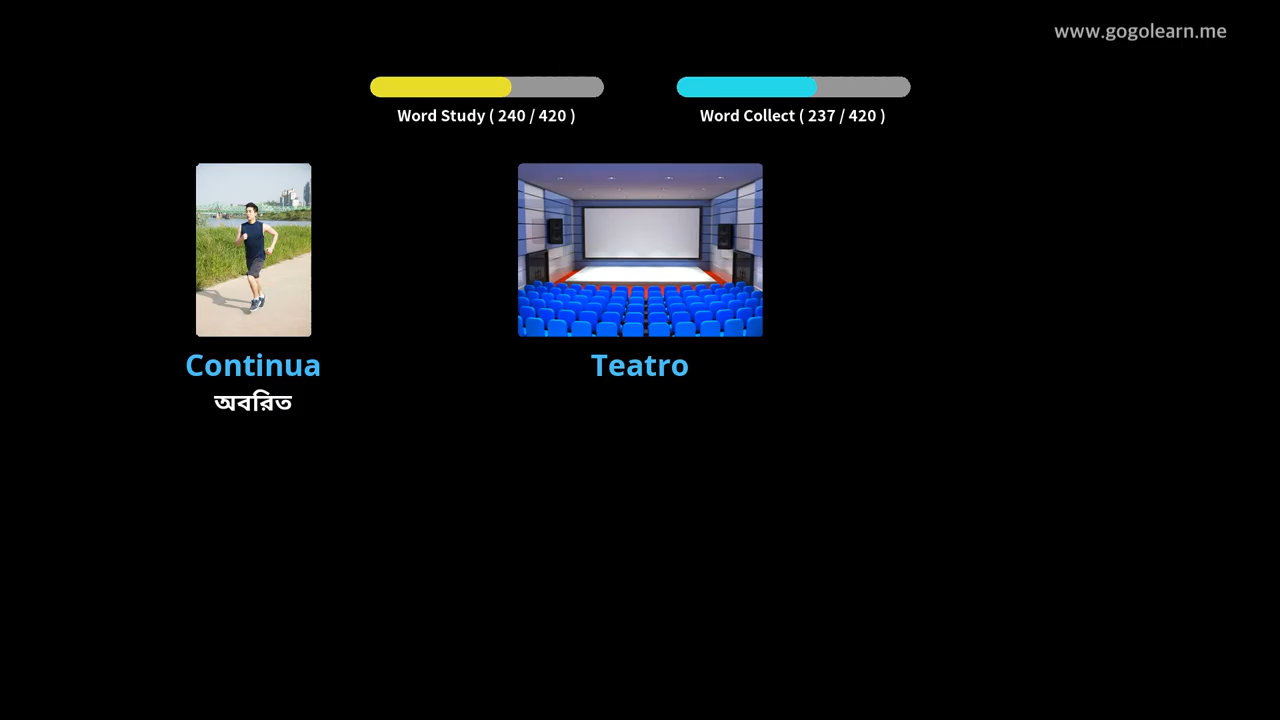 www.gogolearn.me
Word Study ( 240 / 420 )
Word Collect ( 237 / 420 )
Continua
অবরিত
Teatro